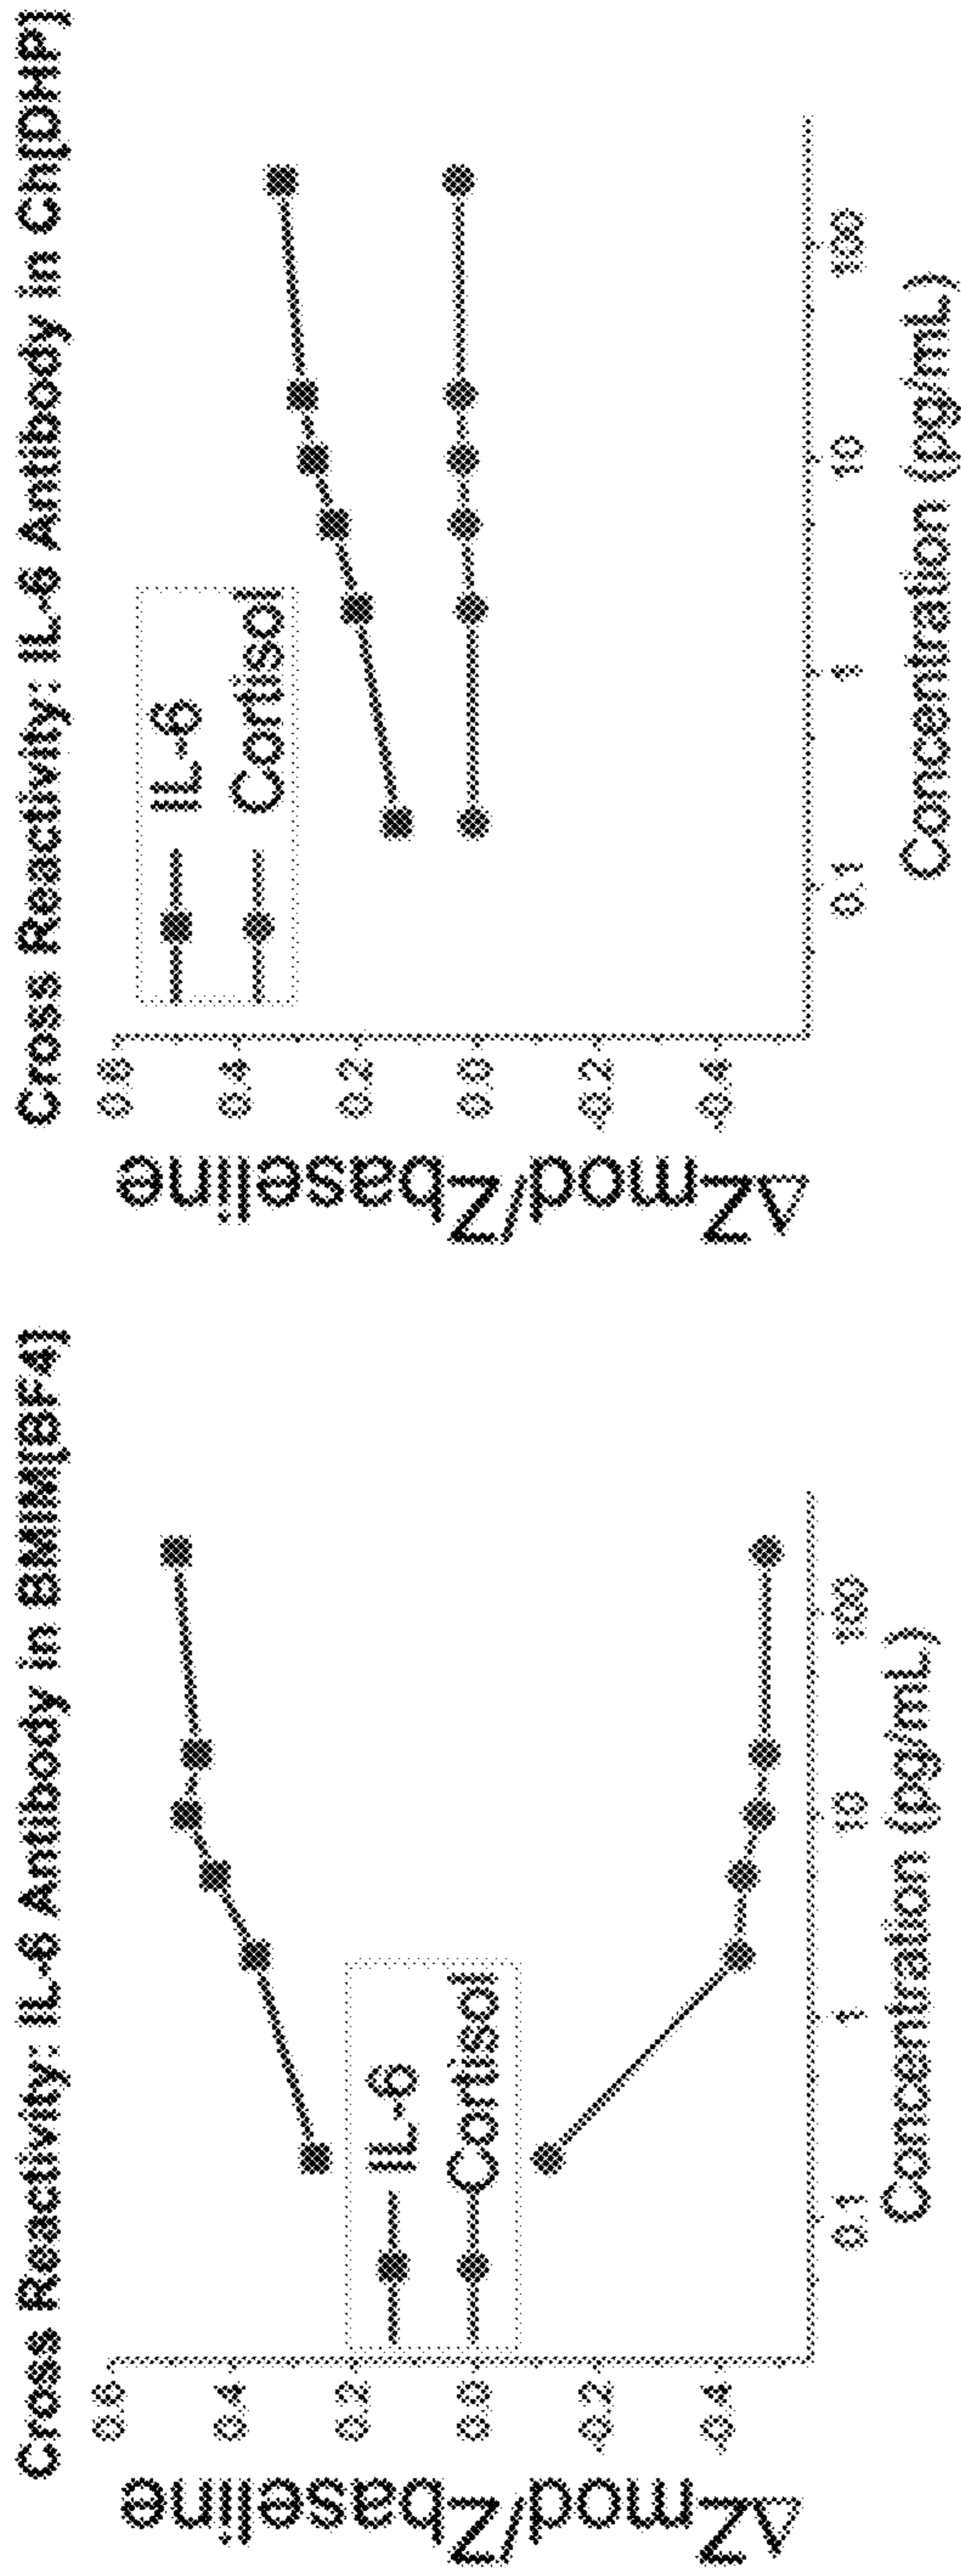 Cross Reactivity: IL-6 Antibody in BMIM[BF4]
ΔZmod/Zbaseline
0.6
0.4
0.2
0.0
-0.2
-0.4
IL-6
Cortisol
0.1
1
10
100
Concentration (pg/mL)
Cross Reactivity: IL-6 Antibody in Ch[DHP]
ΔZmod/Zbaseline
0.6
0.4
0.2
0.0
-0.2
-0.4
IL-6
Cortisol
0.1
1
10
100
Concentration (pg/mL)